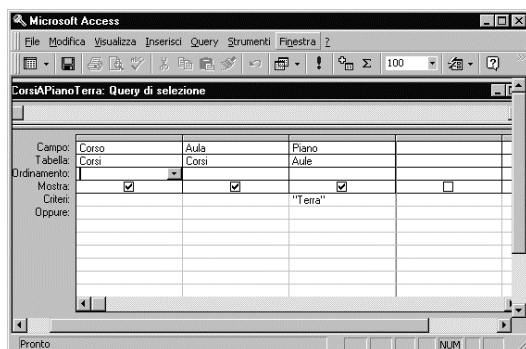 Microsoft Access
File Modifica Visualizza Inserisci Query Strumenti Finestra ?
100
CorsiAPianoTerra: Query di selezione
Campo: Corso Aula Piano
Tabella: Corsi Corsi Aule
Ordinamento:
Mostra:
Criteri: "Terra"
Oppure:
Pronto NUM